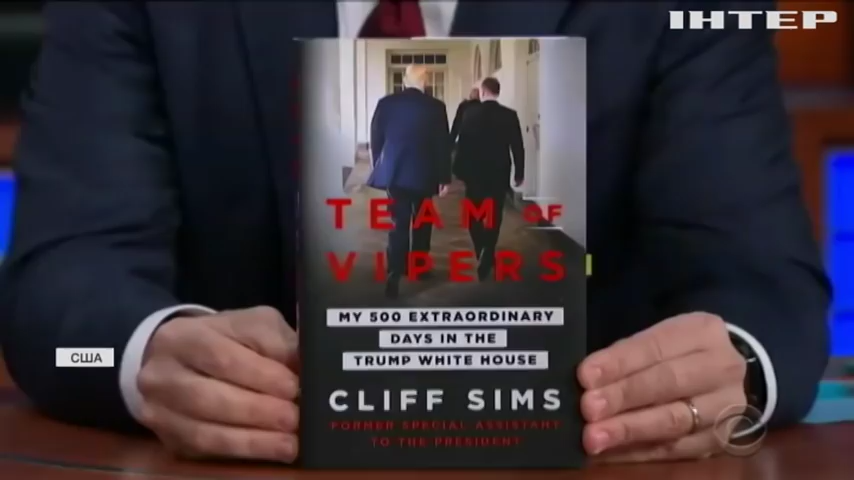 ІНТЕР
TEAM OF
VIPERS
MY 500 EXTRAORDINARY
DAYS IN THE
TRUMP WHITE HOUSE
США
CLIFF SIMS
FORMER SPECIAL ASSISTANT
TO THE PRESIDENT